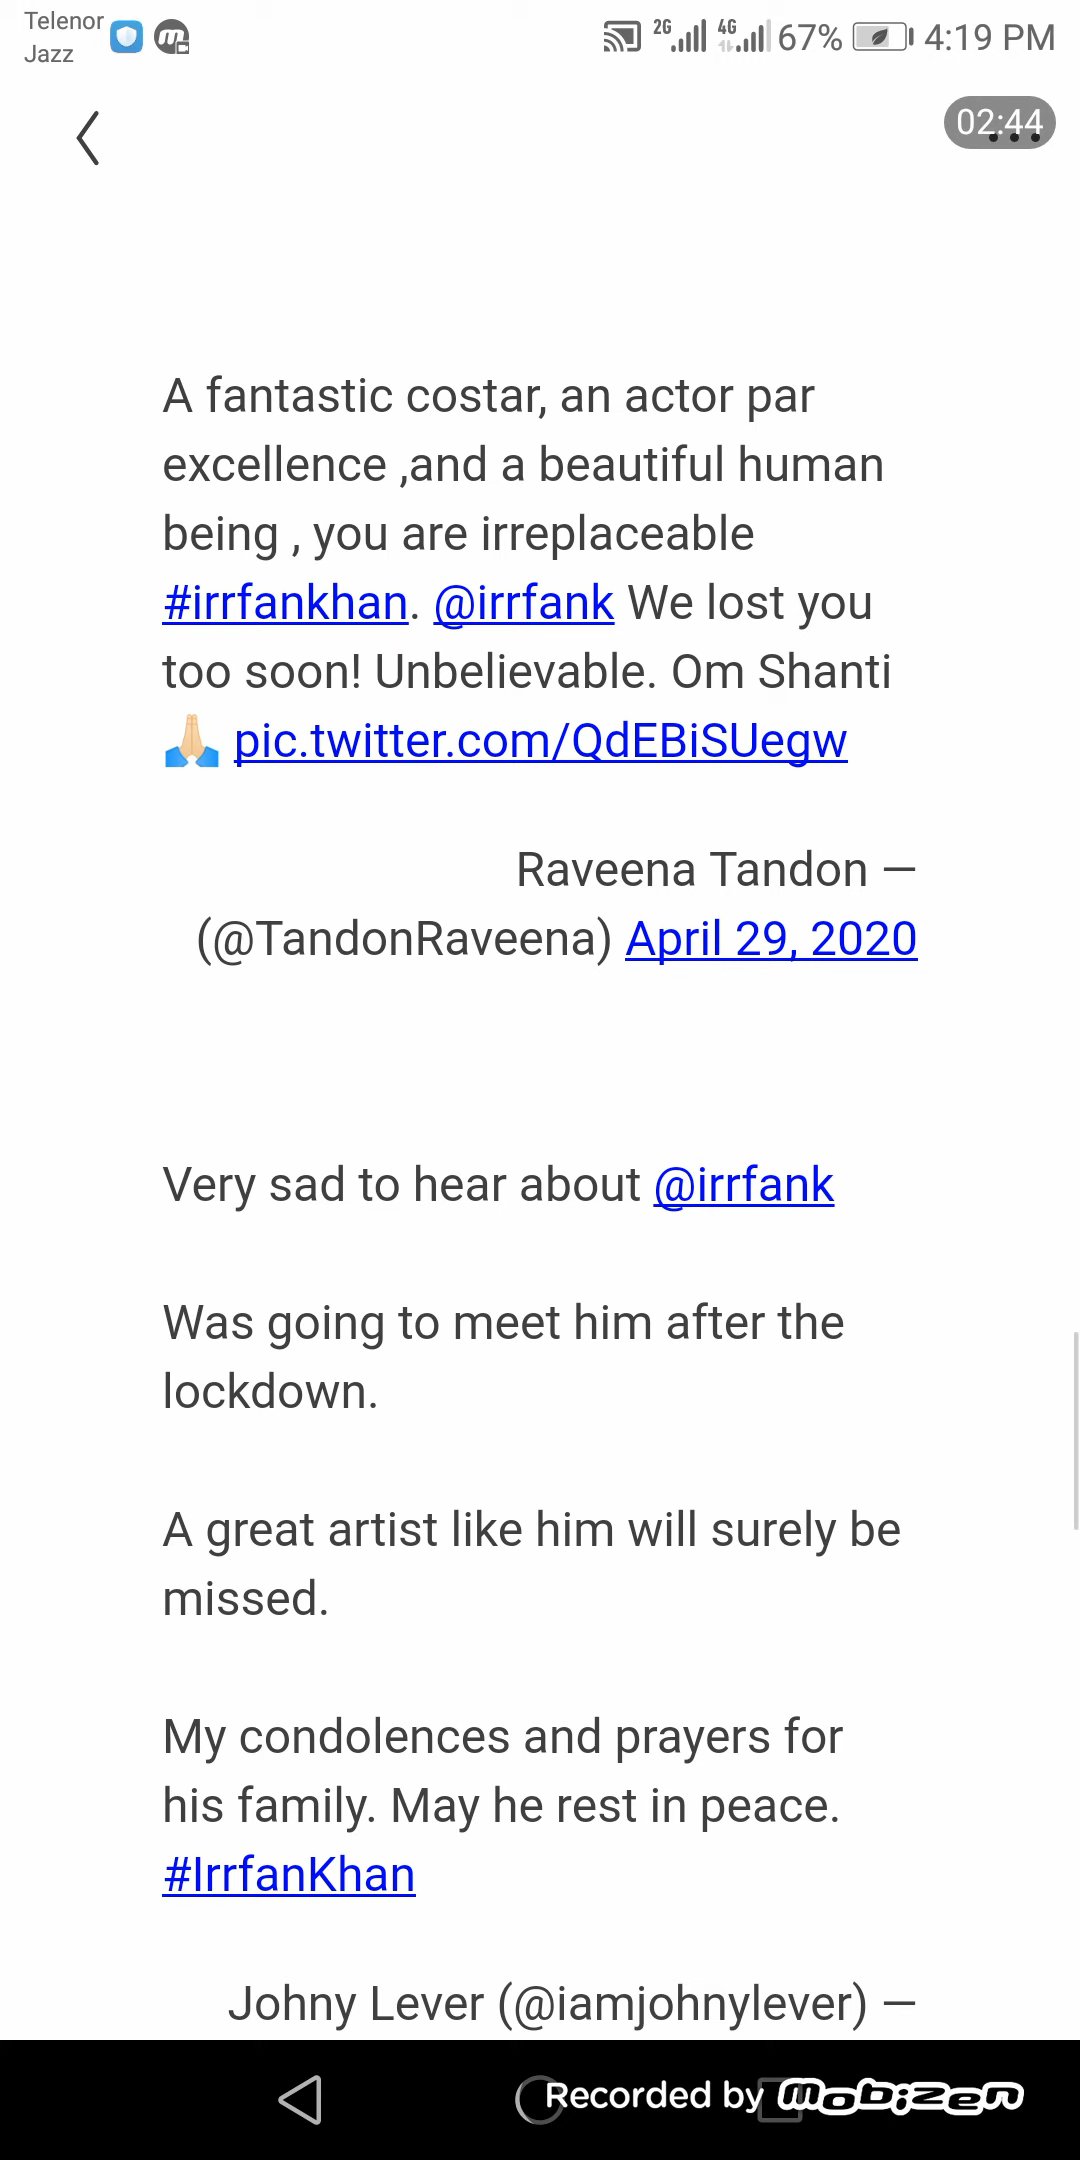 Telenor
Jazz
2G 4G 67% 4:19 PM
02:44
A fantastic costar, an actor par
excellence ,and a beautiful human
being , you are irreplaceable
#irrfankhan. @irrfank We lost you
too soon! Unbelievable. Om Shanti
🙏🏻 pic.twitter.com/QdEBiSUegw
Raveena Tandon —
(@TandonRaveena) April 29, 2020
Very sad to hear about @irrfank
Was going to meet him after the
lockdown.
A great artist like him will surely be
missed.
My condolences and prayers for
his family. May he rest in peace.
#IrrfanKhan
Johny Lever (@iamjohnylever) —
Recorded by mobizen